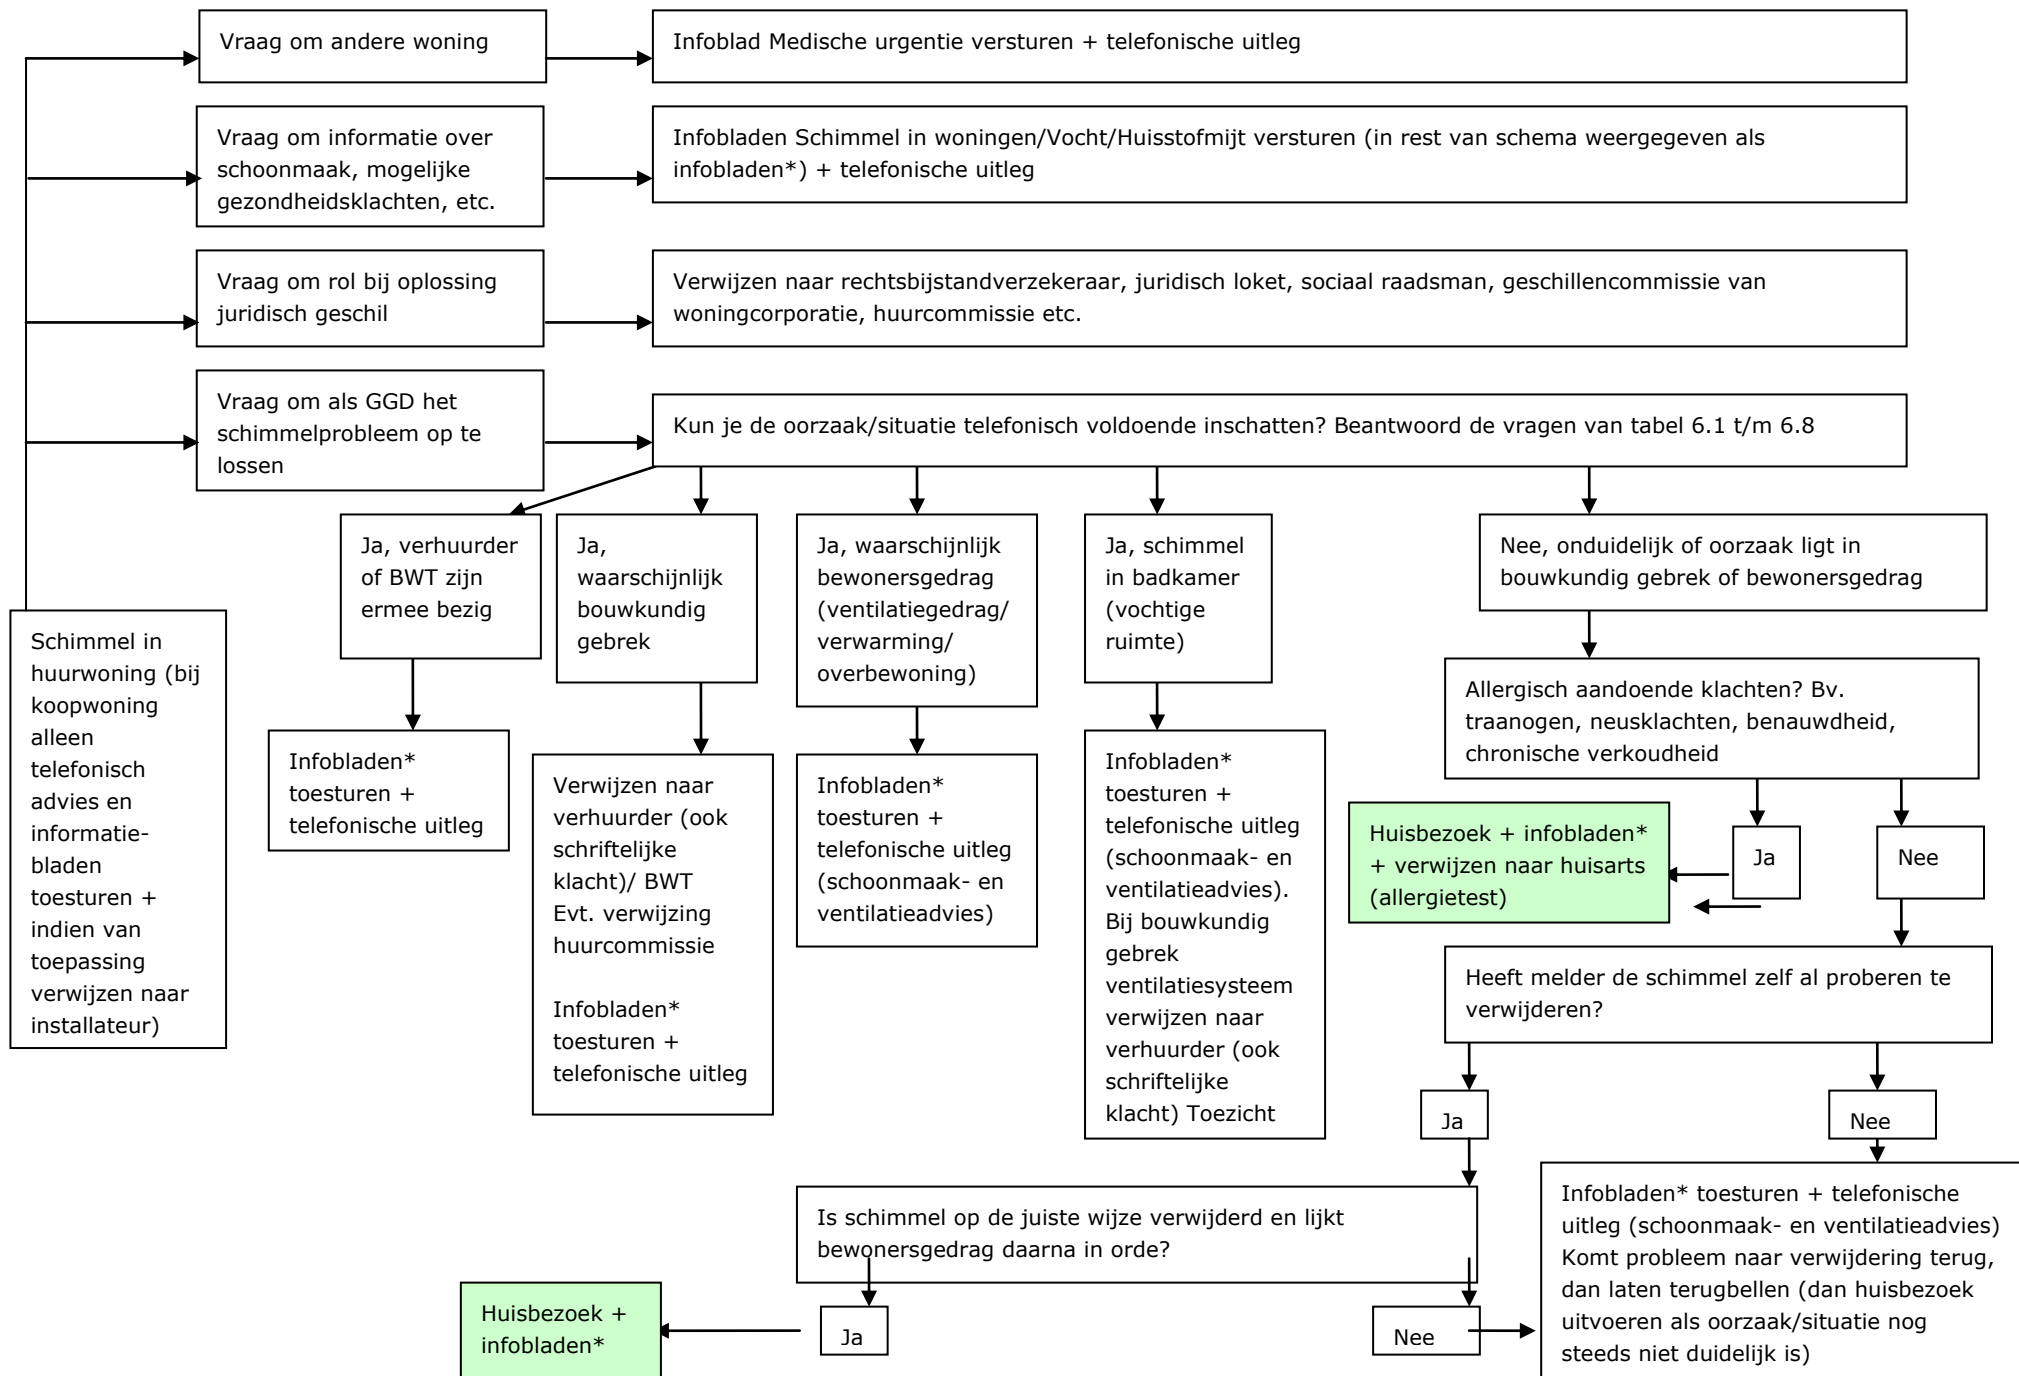 Vraag om andere woning
Infoblad Medische urgentie versturen + telefonische uitleg
Vraag om informatie over
schoonmaak, mogelijke
gezondheidsklachten, etc.
Infobladen Schimmel in woningen/Vocht/Huisstofmijt versturen (in rest van schema weergegeven als
infobladen*) + telefonische uitleg
Vraag om rol bij oplossing
juridisch geschil
Verwijzen naar rechtsbijstandverzekeraar, juridisch loket, sociaal raadsman, geschillencommissie van
woningcorporatie, huurcommissie etc.
Vraag om als GGD het
schimmelprobleem op te
lossen
Kun je de oorzaak/situatie telefonisch voldoende inschatten? Beantwoord de vragen van tabel 6.1 t/m 6.8
Schimmel in
huurwoning (bij
koopwoning
alleen
telefonisch
advies en
informatie-
bladen
toesturen +
indien van
toepassing
verwijzen naar
installateur)
Ja, verhuurder
of BWT zijn
ermee bezig
Infobladen*
toesturen +
telefonische uitleg
Ja,
waarschijnlijk
bouwkundig
gebrek
Verwijzen naar
verhuurder (ook
schriftelijke
klacht)/ BWT
Evt. verwijzing
huurcommissie
Infobladen*
toesturen +
telefonische uitleg
Ja, waarschijnlijk
bewonersgedrag
(ventilatiegedrag/
verwarming/
overbewoning)
Infobladen*
toesturen +
telefonische uitleg
(schoonmaak- en
ventilatieadvies)
Ja, schimmel
in badkamer
(vochtige
ruimte)
Infobladen*
toesturen +
telefonische uitleg
(schoonmaak- en
ventilatieadvies).
Bij bouwkundig
gebrek
ventilatiesysteem
verwijzen naar
verhuurder (ook
schriftelijke
klacht) Toezicht
Nee, onduidelijk of oorzaak ligt in
bouwkundig gebrek of bewonersgedrag
Allergisch aandoende klachten? Bv.
traanogen, neusklachten, benauwdheid,
chronische verkoudheid
Huisbezoek + infobladen*
+ verwijzen naar huisarts
(allergietest)
Ja
Nee
Heeft melder de schimmel zelf al proberen te
verwijderen?
Ja
Nee
Is schimmel op de juiste wijze verwijderd en lijkt
bewonersgedrag daarna in orde?
Huisbezoek +
infobladen*
Ja
Nee
Infobladen* toesturen + telefonische
uitleg (schoonmaak- en ventilatieadvies)
Komt probleem naar verwijdering terug,
dan laten terugbellen (dan huisbezoek
uitvoeren als oorzaak/situatie nog
steeds niet duidelijk is)